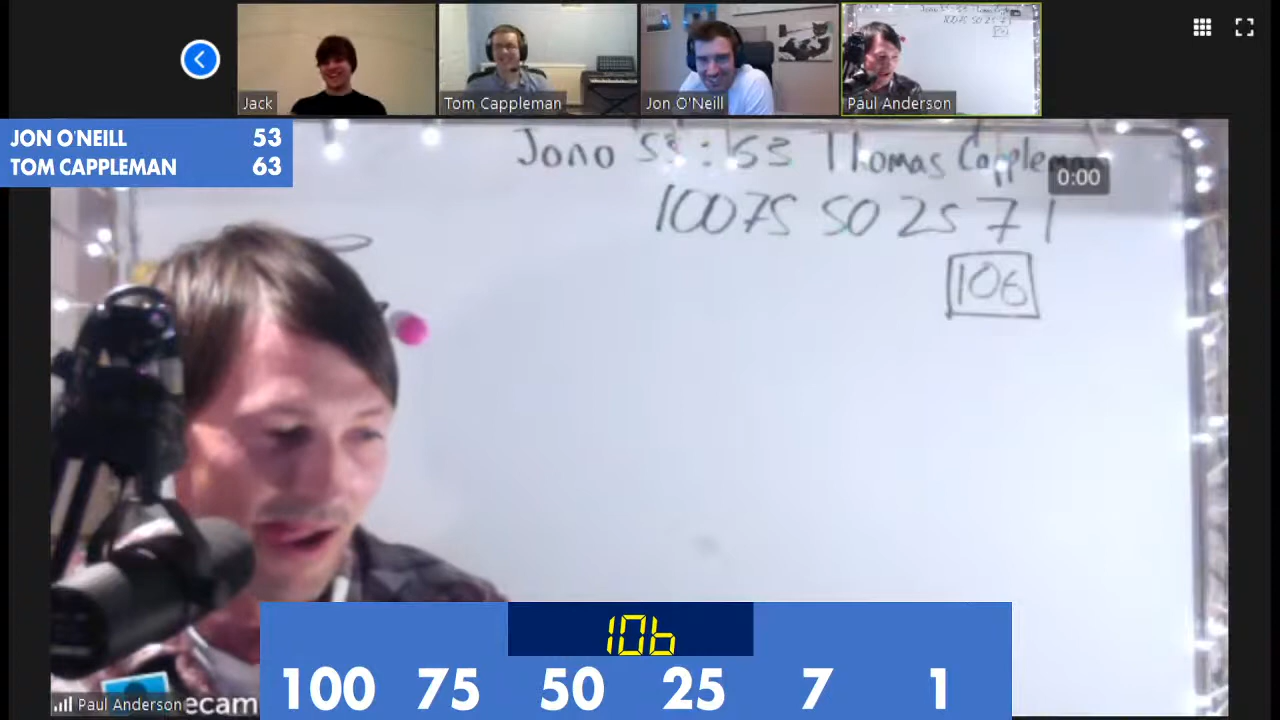 Jack
Tom Cappleman
Jon O'Neill
Paul Anderson
JON O'NEILL 53
TOM CAPPLEMAN 63
Jono 53 : 63 Thomas Cappleman
0:00
100 75 50 25 7 1
106
106
100 75 50 25 7 1
Paul Anderson
ecam